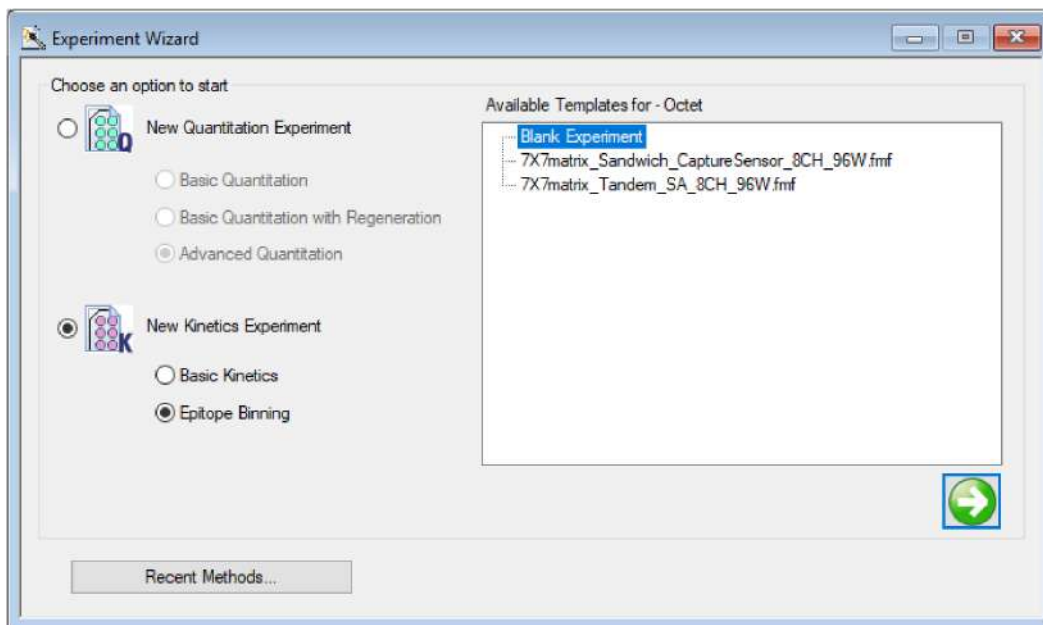 Experiment Wizard
Choose an option to start
New Quantitation Experiment
Q
Basic Quantitation
Basic Quantitation with Regeneration
Advanced Quantitation
New Kinetics Experiment
K
Basic Kinetics
Epitope Binning
Available Templates for - Octet
Blank Experiment
7X7matrix_Sandwich_CaptureSensor_8CH_96W.fmf
7X7matrix_Tandem_SA_8CH_96W.fmf
Recent Methods...